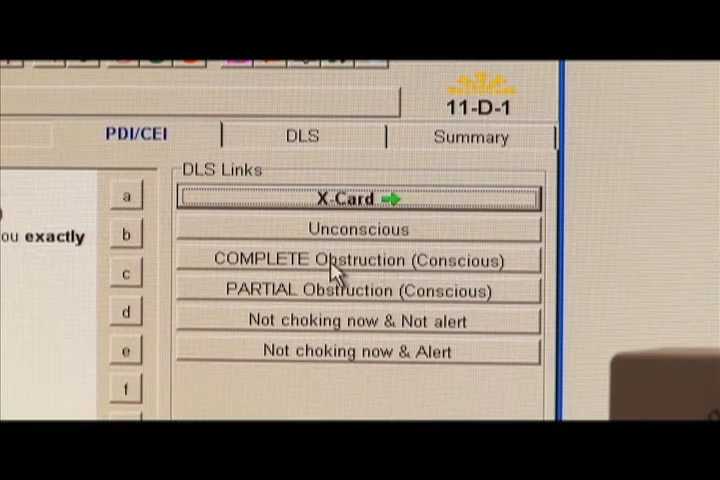 11-D-1
PDI/CEI
DLS
Summary
DLS Links
X-Card
Unconscious
COMPLETE Obstruction (Conscious)
PARTIAL Obstruction (Conscious)
Not choking now & Not alert
Not choking now & Alert
ou exactly
a
b
c
d
e
f